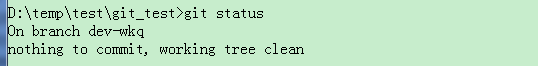 D:\temp\test\git_test>git status
On branch dev-wkq
nothing to commit, working tree clean